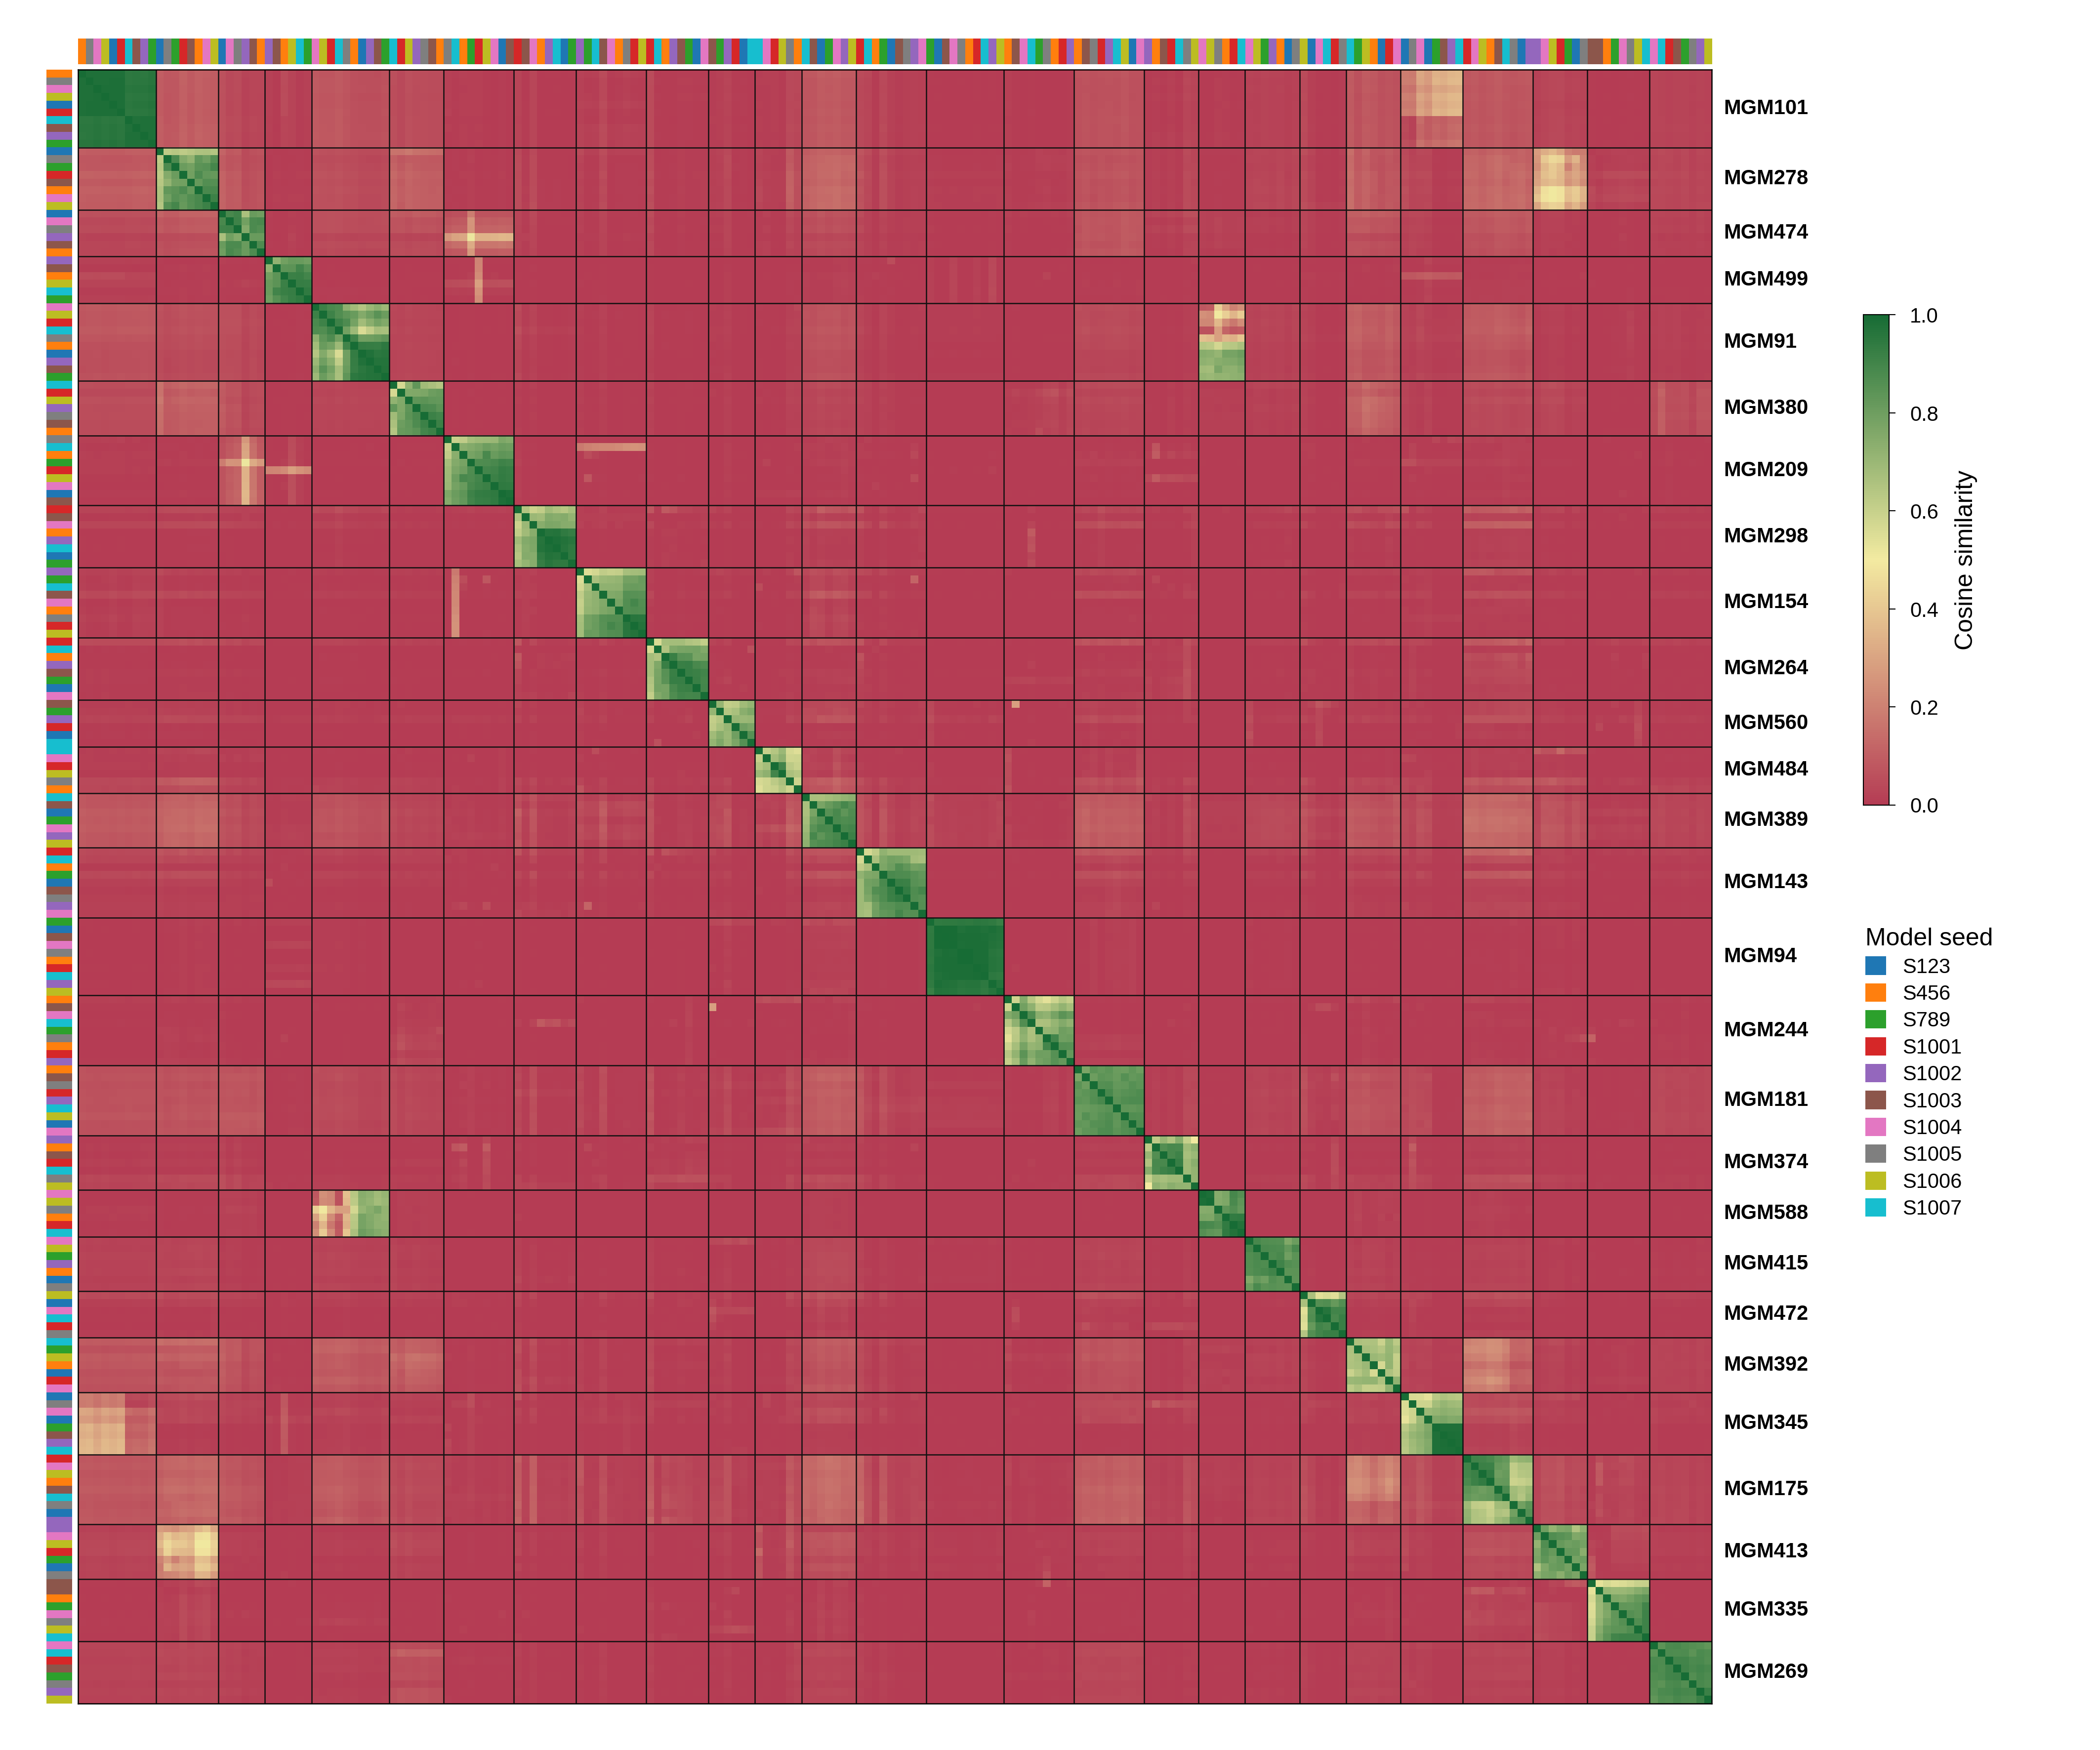 MGM101
MGM278
MGM474
MGM499
MGM91
MGM380
MGM209
MGM298
MGM154
MGM264
MGM560
MGM484
MGM389
MGM143
MGM94
MGM244
MGM181
MGM374
MGM588
MGM415
MGM472
MGM392
MGM345
MGM175
MGM413
MGM335
MGM269
1.0
0.8
0.6
0.4
0.2
0.0
Cosine similarity
Model seed
S123
S456
S789
S1001
S1002
S1003
S1004
S1005
S1006
S1007